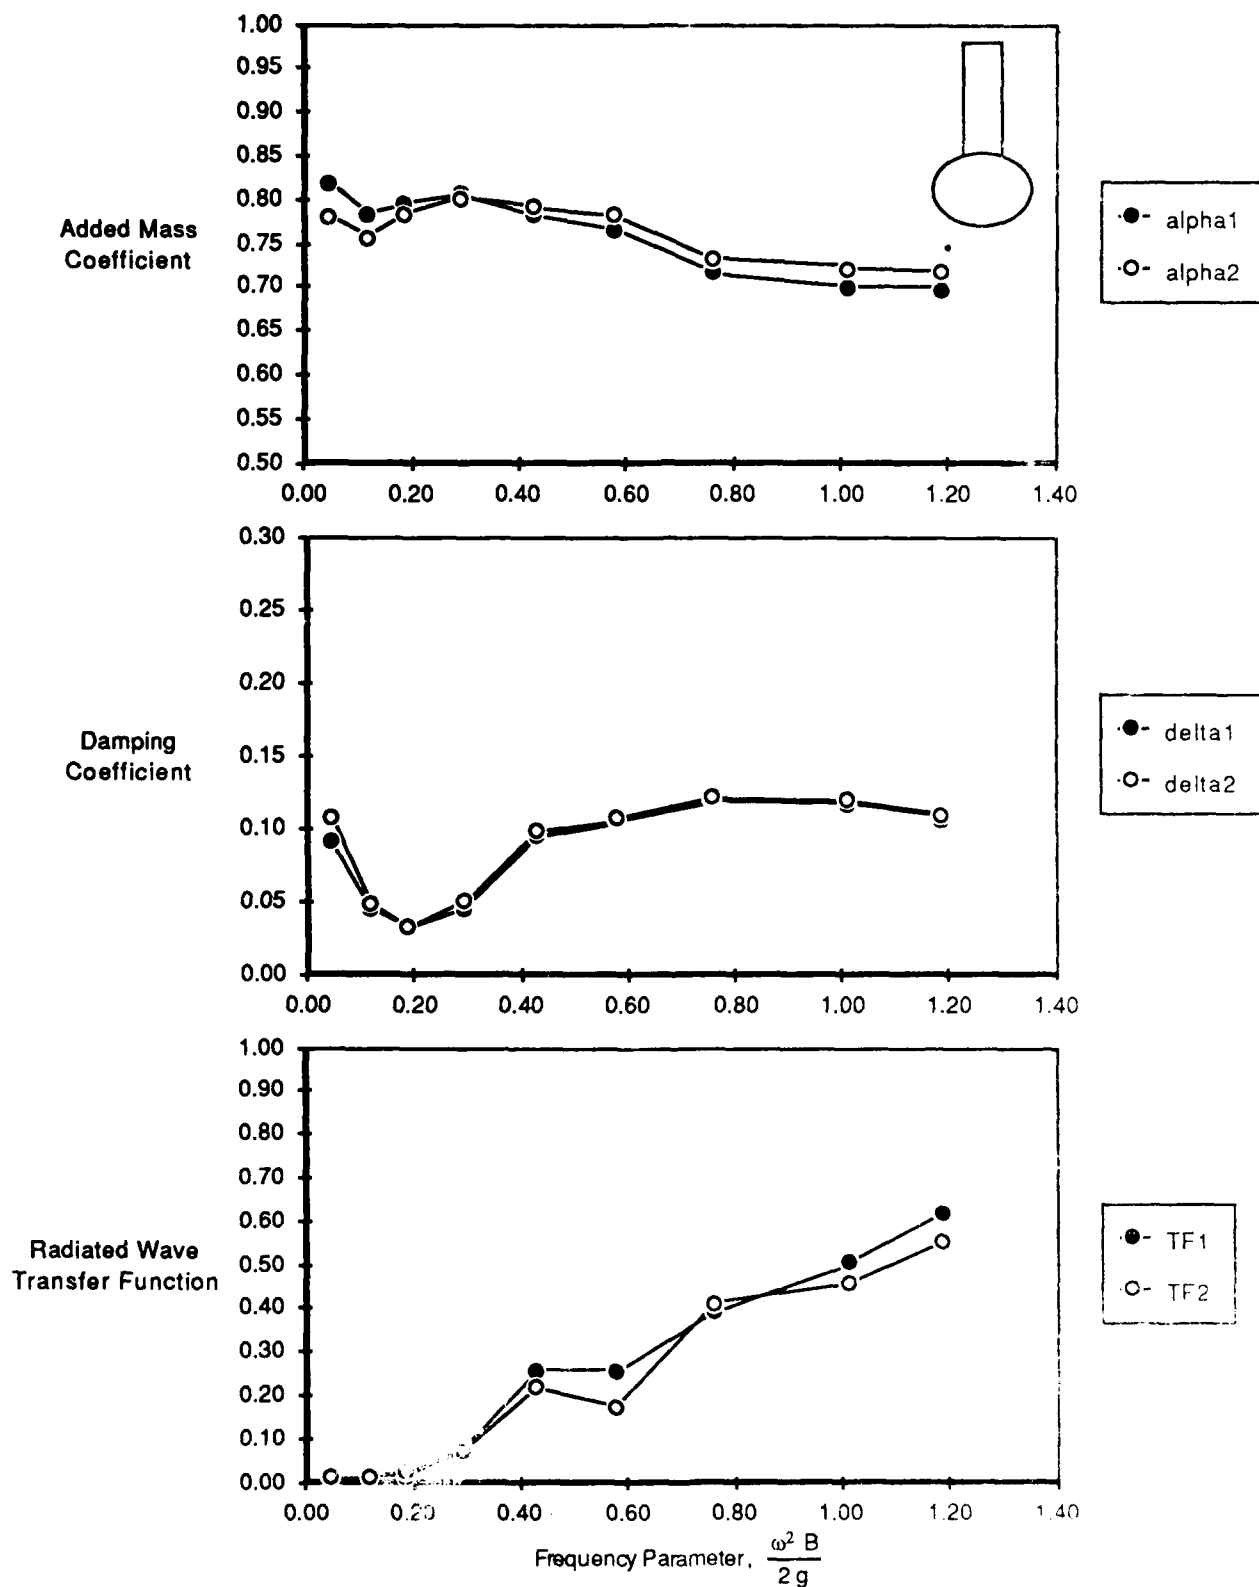 1.00
0.95
0.90
0.85
0.80
0.75
0.70
0.65
0.60
0.55
0.50
Added Mass
Coefficient
0.00 0.20 0.40 0.60 0.80 1.00 1.20 1.40
alpha1
alpha2
0.30
0.25
0.20
0.15
0.10
0.05
0.00
Damping
Coefficient
0.00 0.20 0.40 0.60 0.80 1.00 1.20 1.40
delta1
delta2
1.00
0.90
0.80
0.70
0.60
0.50
0.40
0.30
0.20
0.10
0.00
Radiated Wave
Transfer Function
0.00 0.20 0.40 0.60 0.80 1.00 1.20 1.40
TF1
TF2
Frequency Parameter, ω² B
2 g